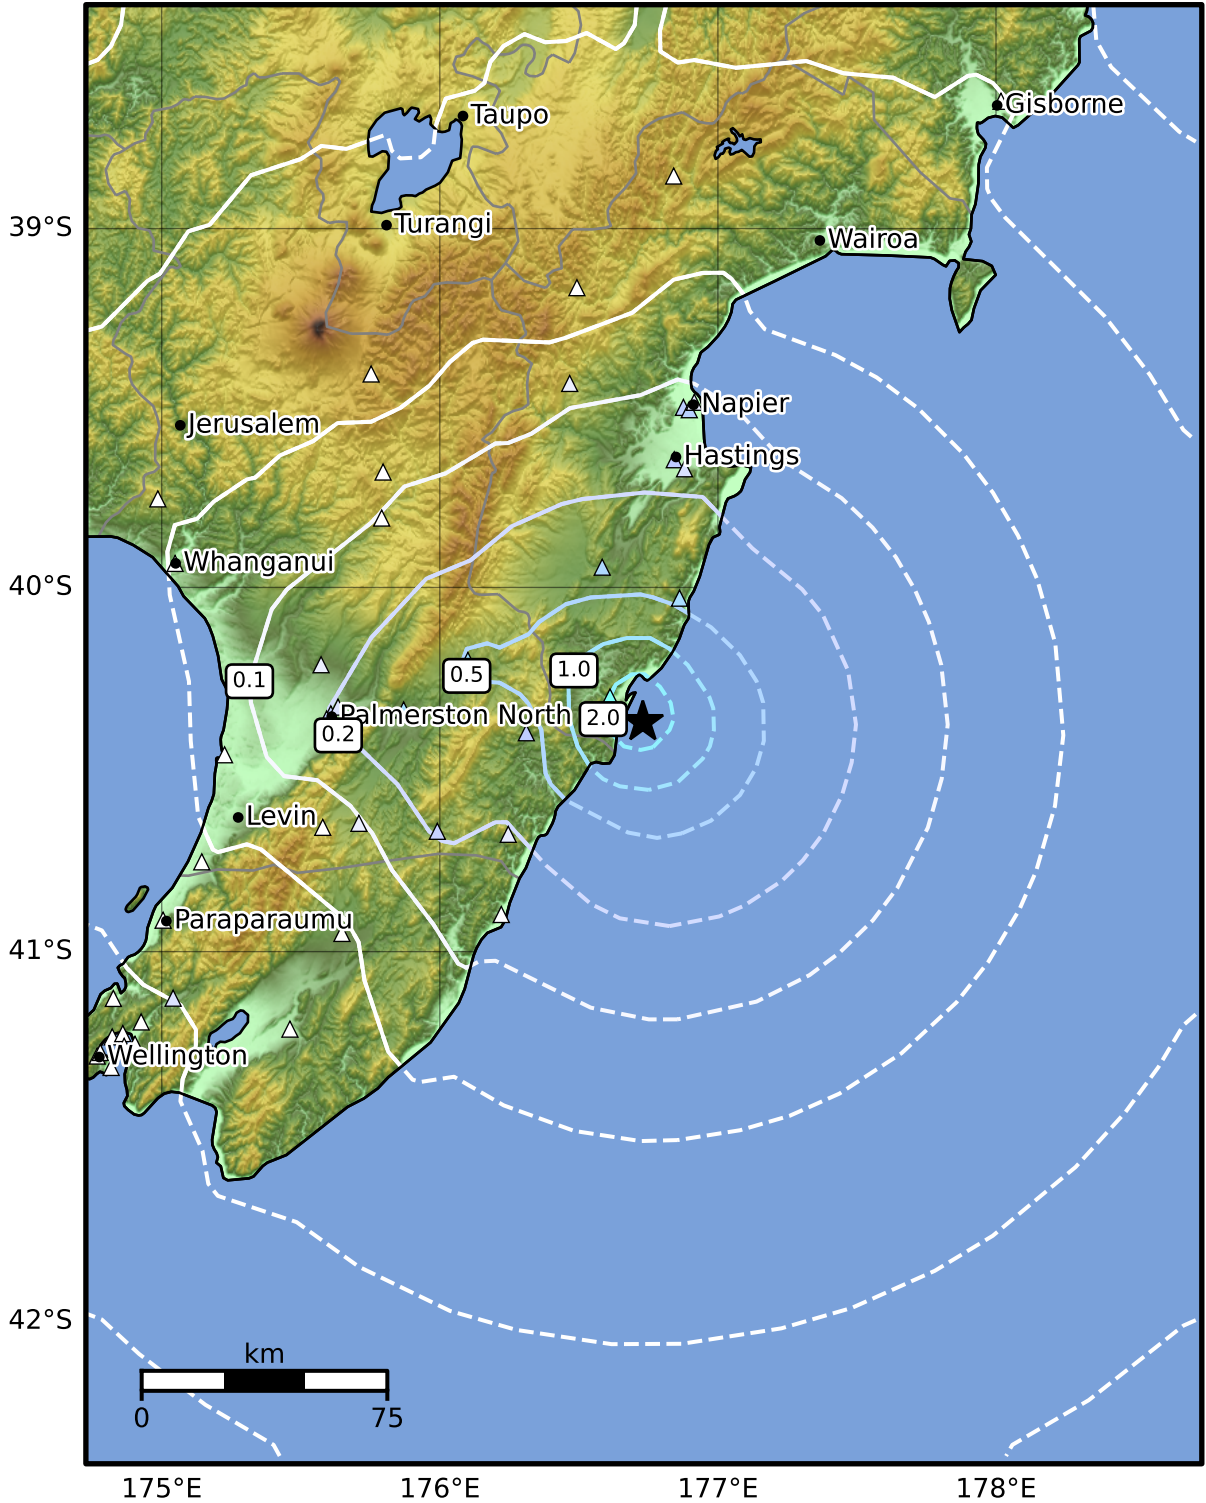 Gisborne
Taupo
Turangi
39°S
Wairoa
Napier
Jerusalem
Hastings
Whanganui
40°S
1.0
0.5
0.1
Palmerston North
2.0
0.2
Levin
Paraparaumu
41°S
Wellington
42°S
km
0
75
175°E
176°E
177°E
178°E